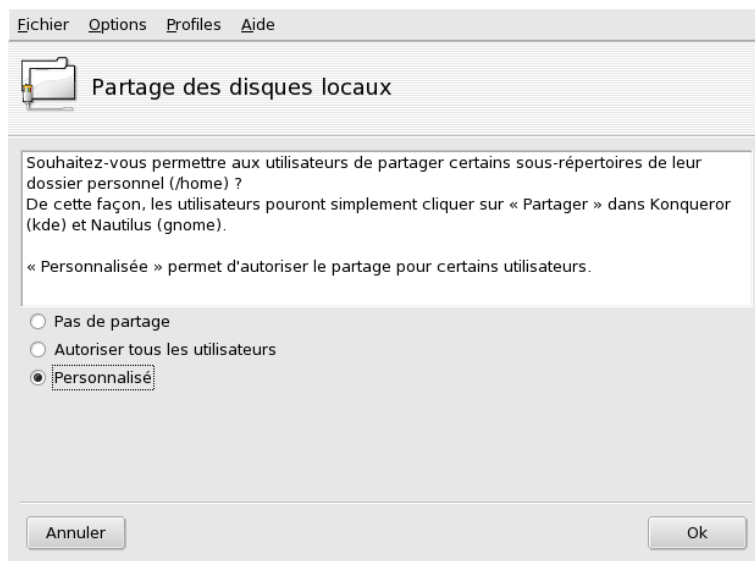 Fichier Options Profiles Aide
Partage des disques locaux
Souhaitez-vous permettre aux utilisateurs de partager certains sous-répertoires de leur
dossier personnel (/home) ?
De cette façon, les utilisateurs pouront simplement cliquer sur « Partager » dans Konqueror
(kde) et Nautilus (gnome).
« Personnalisée » permet d'autoriser le partage pour certains utilisateurs.
Pas de partage
Autoriser tous les utilisateurs
Personnalisé
Annuler Ok